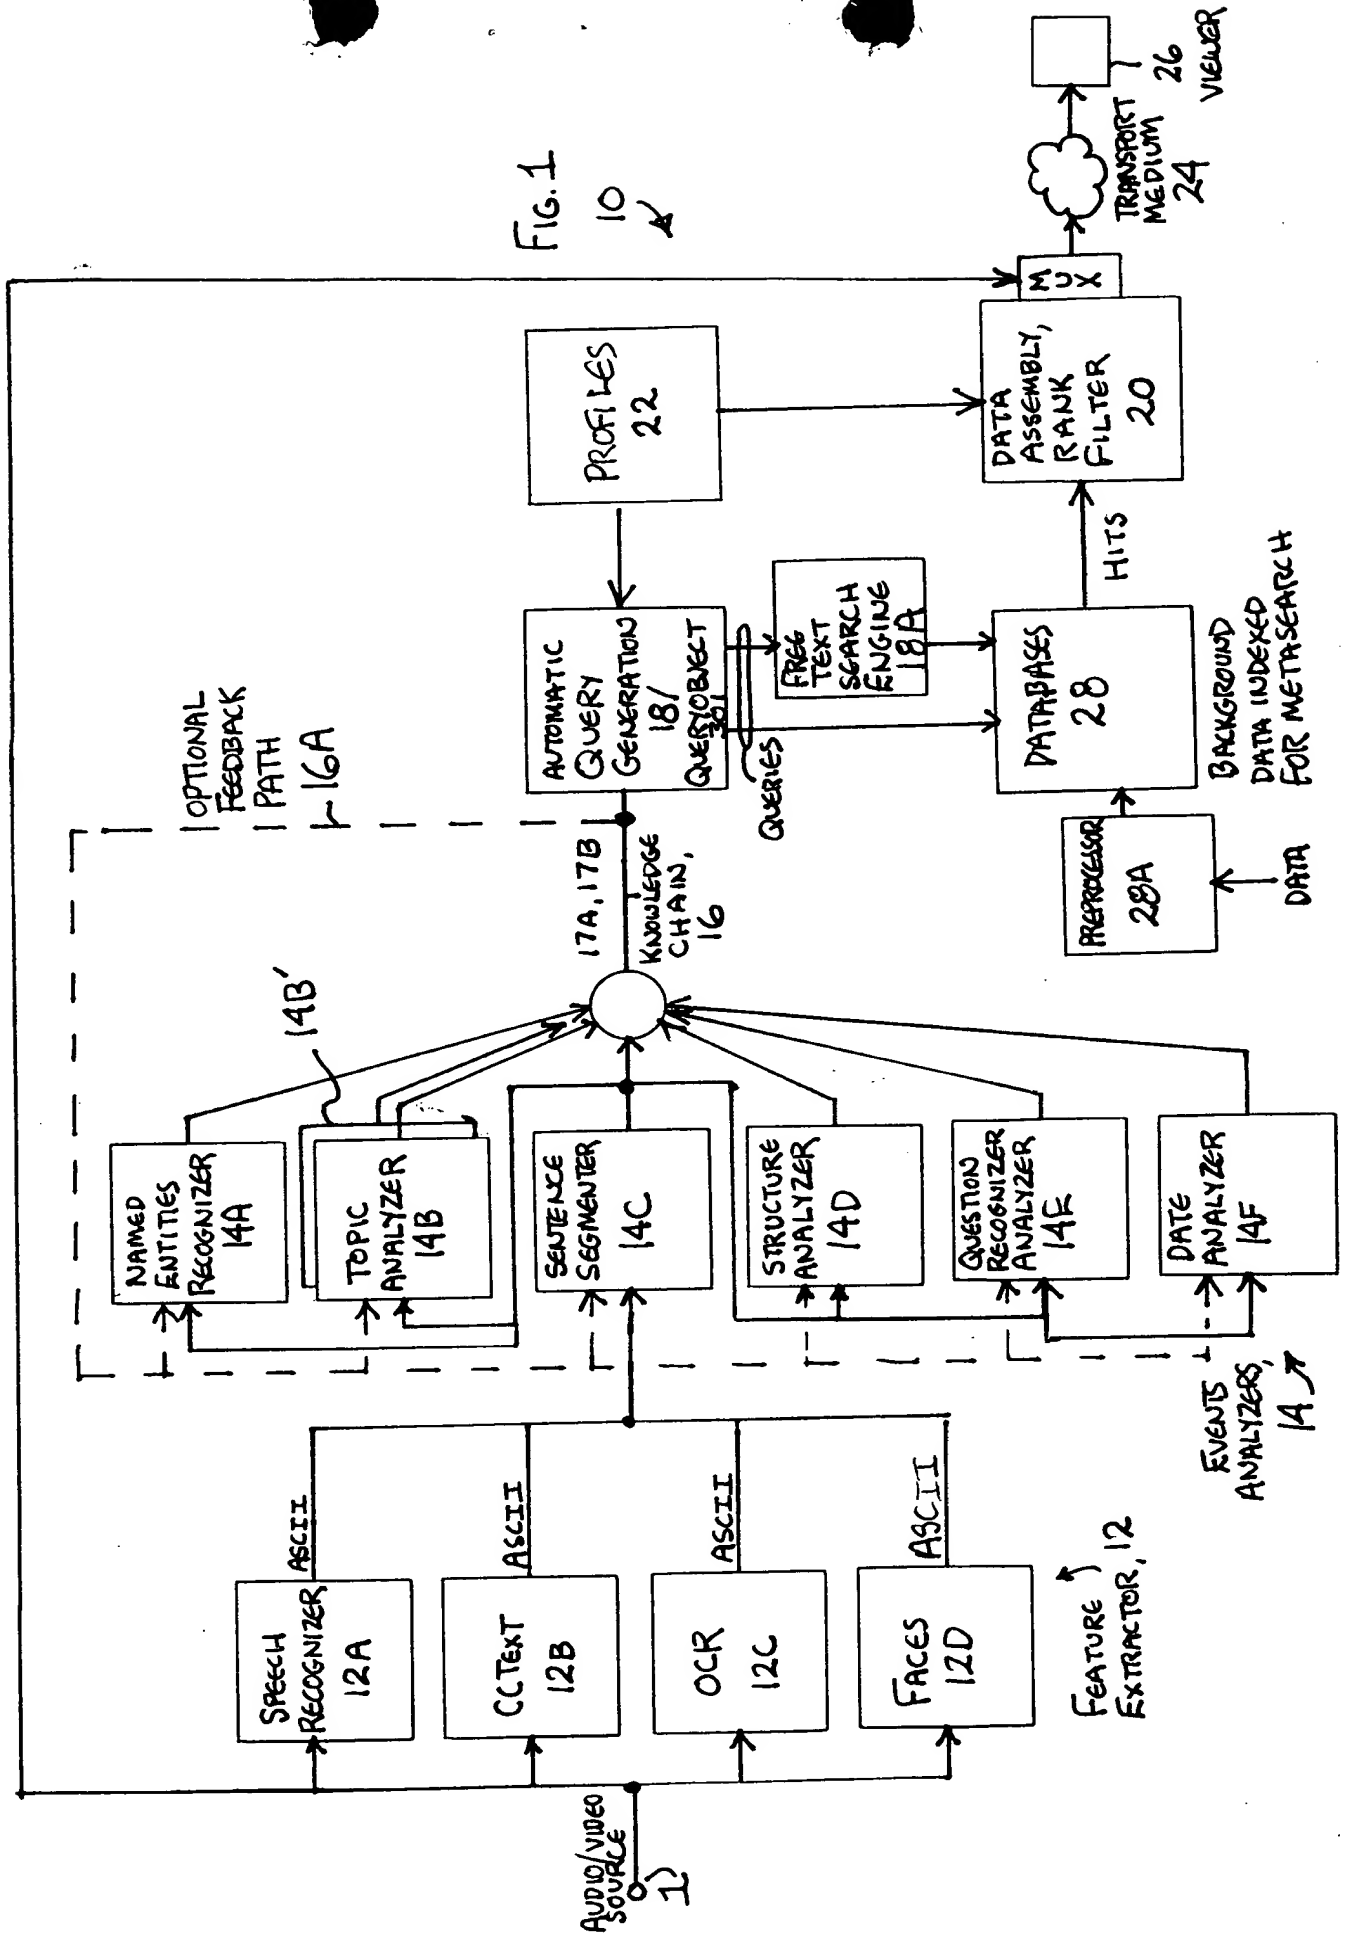 FIG. 1
10
AUDIO/VIDEO
SOURCE
1
SPEECH
RECOGNIZER
12A
ASCII
CCTEXT
12B
ASCII
OCR
12C
ASCII
FACES
12D
ASCII
FEATURE
EXTRACTOR, 12
NAMED
ENTITIES
RECOGNIZER
14A
14B'
TOPIC
ANALYZER
14B
SENTENCE
SEGMENTER
14C
STRUCTURE
ANALYZER
14D
QUESTION
RECOGNIZER
ANALYZER
14E
DATE
ANALYZER
14F
EVENTS
ANALYZERS,
14
OPTIONAL
FEEDBACK
PATH
16A
17A, 17B
KNOWLEDGE
CHAIN,
16
AUTOMATIC
QUERY
GENERATION
18/
QUERYOBJECT
301
QUERIES
PROFILES
22
FREE
TEXT
SEARCH
ENGINE
18A
DATABASES
28
BACKGROUND
DATA INDEXED
FOR METASEARCH
PREPROCESSOR
28A
DATA
HITS
DATA
ASSEMBLY,
RANK
FILTER
20
MUX
TRANSPORT
MEDIUM
24
26
VIEWER